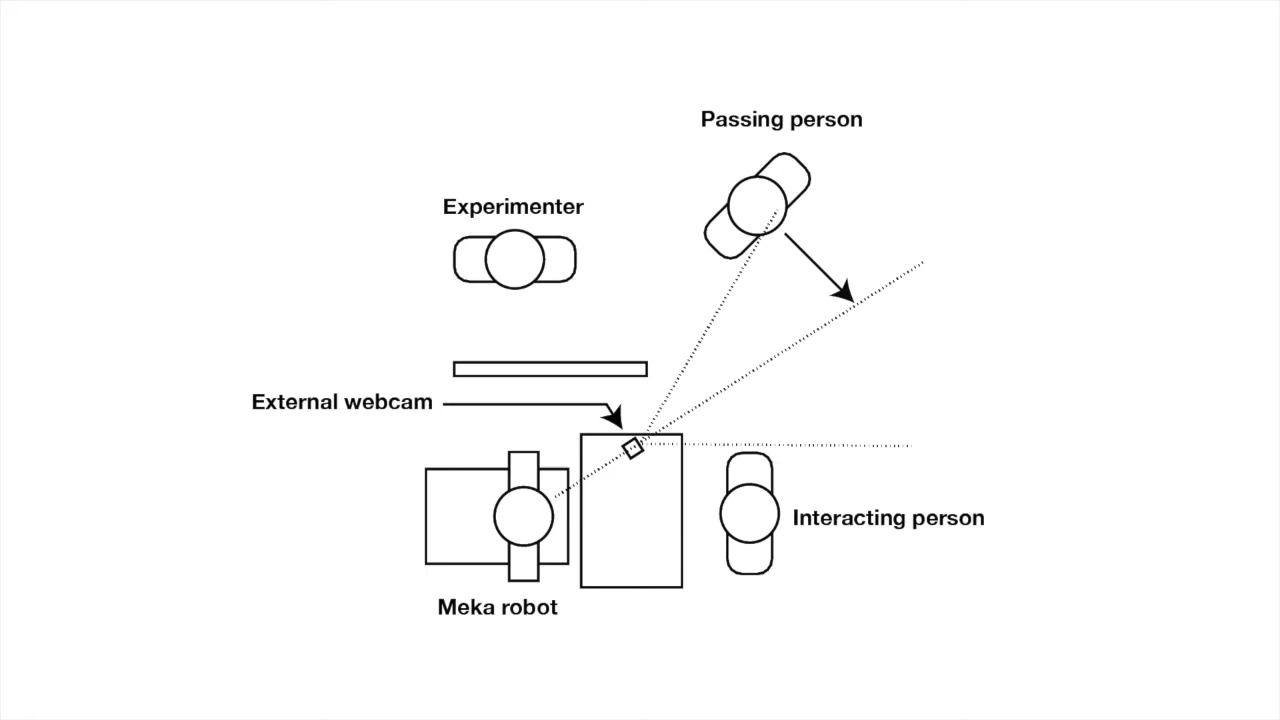 Passing person
Experimenter
External webcam
Interacting person
Meka robot